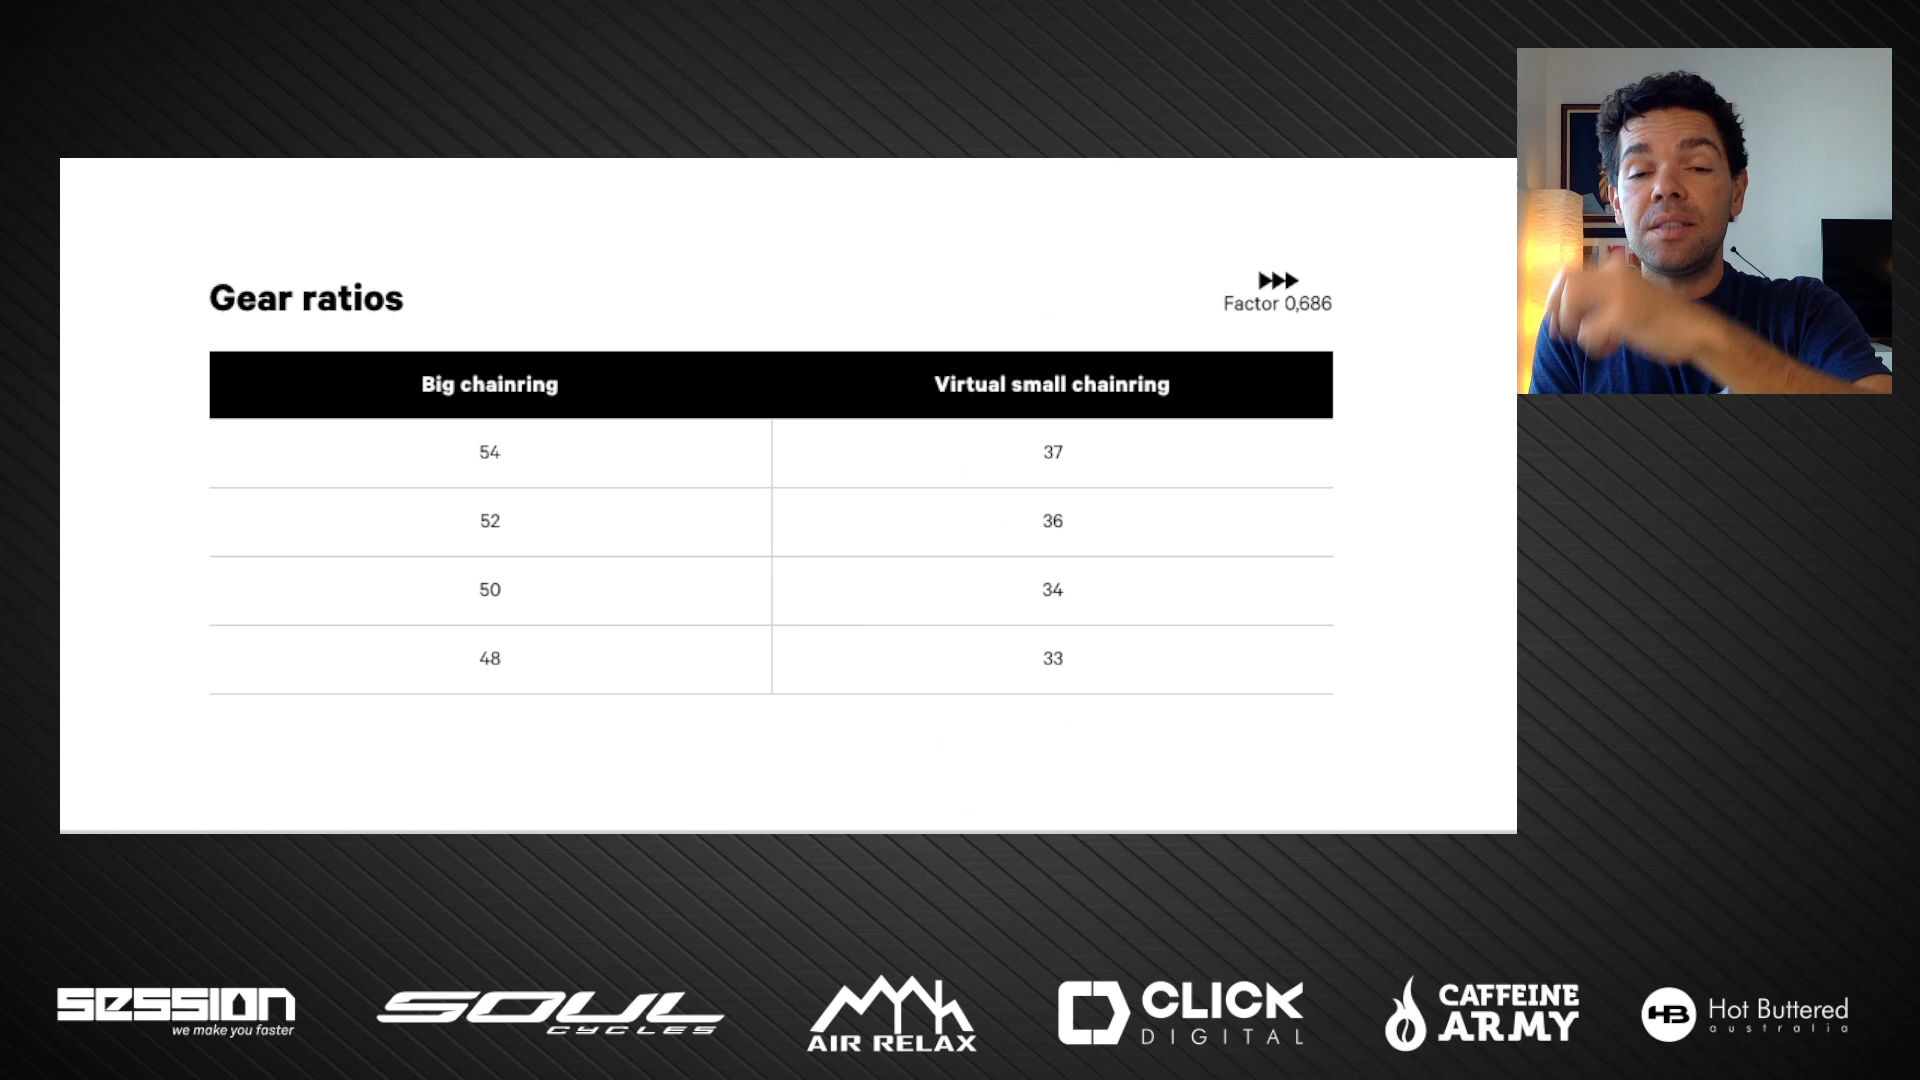 Gear ratios
Factor 0,686
Big chainring Virtual small chainring
54 37
52 36
50 34
48 33
SESSION
we make you faster
SOUL
CYCLES
AIR RELAX
CLICK
DIGITAL
CAFFEINE
ARMY
HB
Hot Buttered
australia